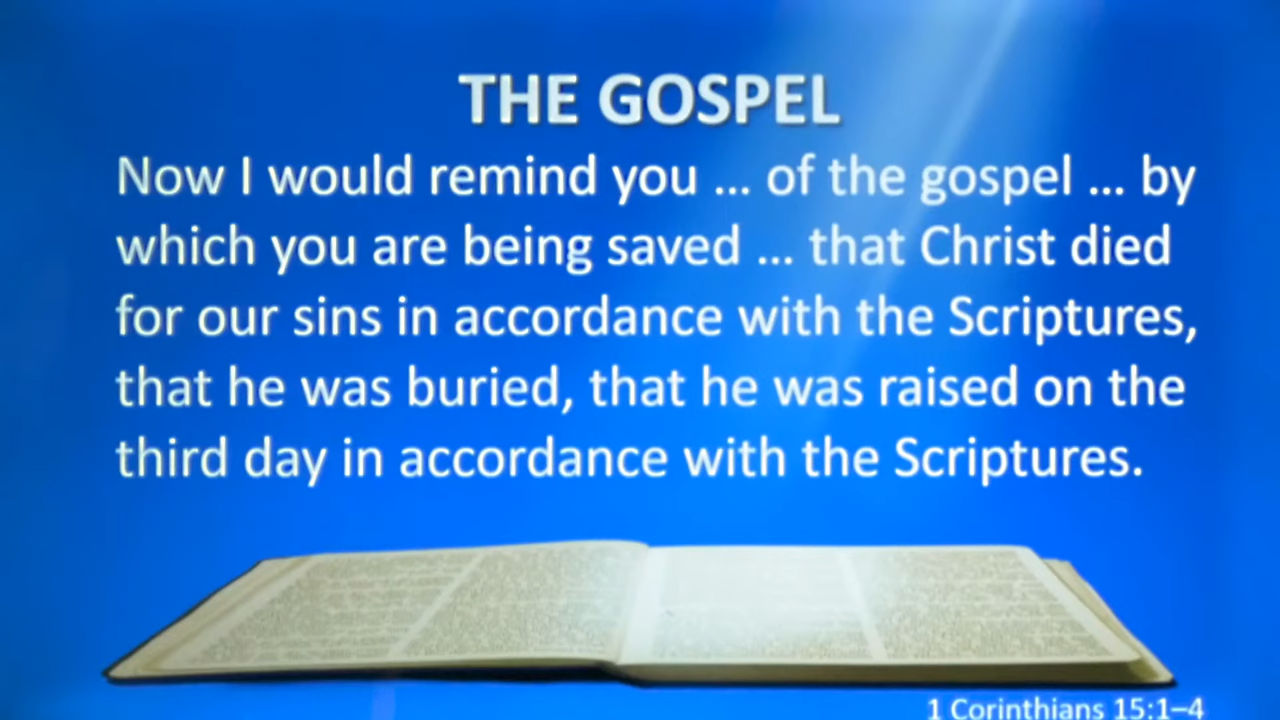 THE GOSPEL
Now I would remind you ... of the gospel ... by
which you are being saved ... that Christ died
for our sins in accordance with the Scriptures,
that he was buried, that he was raised on the
third day in accordance with the Scriptures.
1 Corinthians 15:1–4